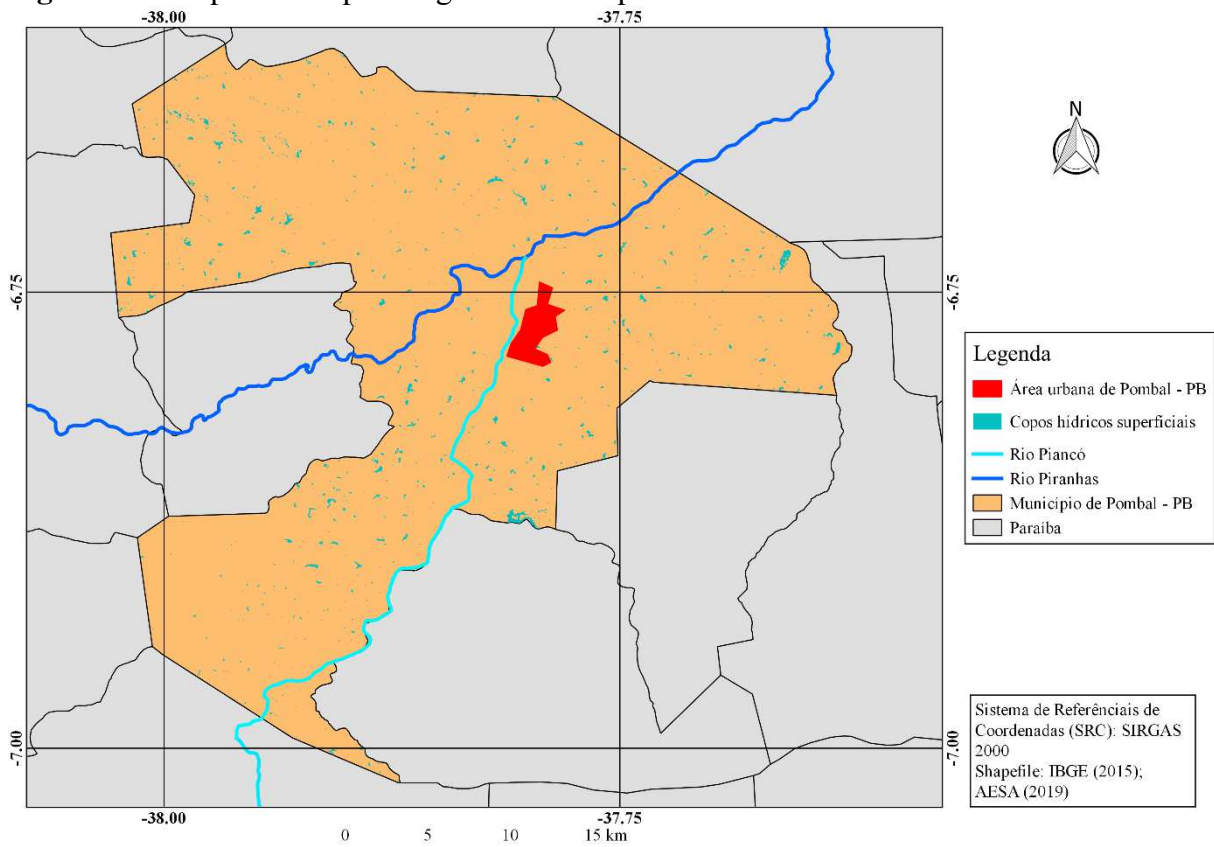 -38.00
-37.75
N
-6.75
-6.75
Legenda
Área urbana de Pombal - PB
Copos hídricos superficiais
Rio Piancó
Rio Piranhas
Município de Pombal - PB
Paraíba
Sistema de Referênciais de
Coordenadas (SRC): SIRGAS
2000
Shapefile: IBGE (2015);
AESA (2019)
-7.00
-7.00
-38.00
-37.75
0 5 10 15 km